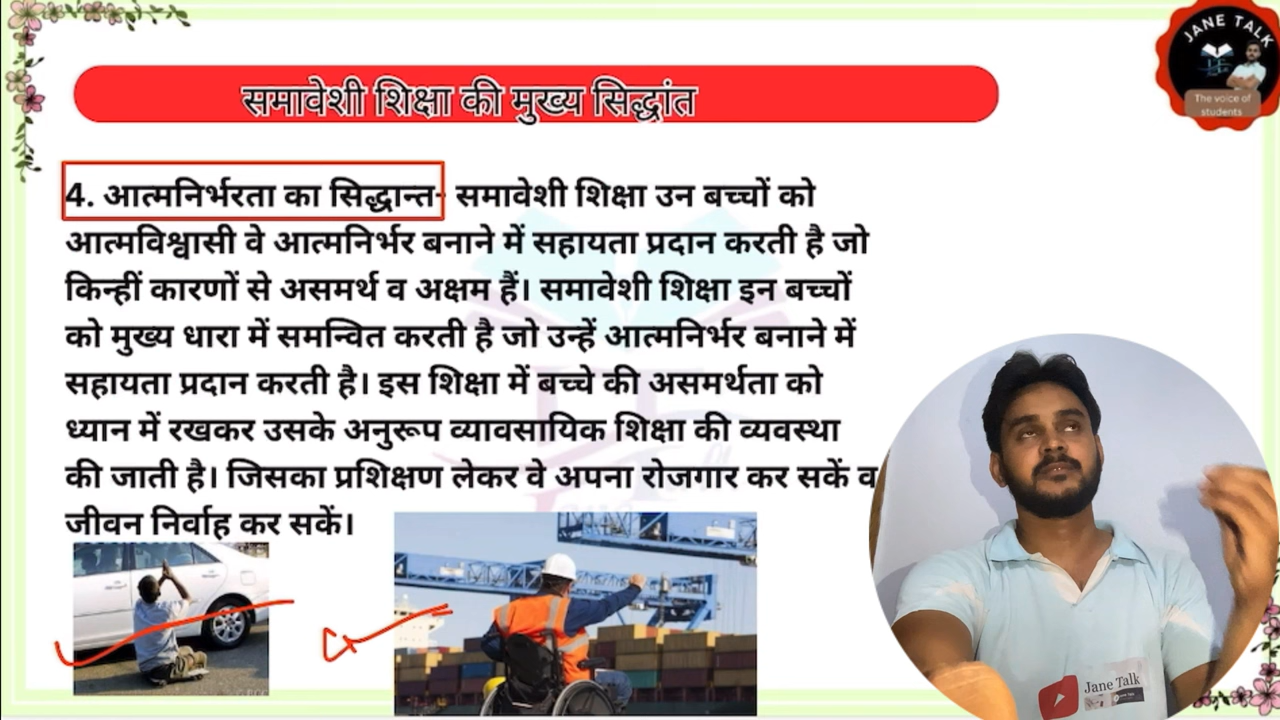 समावेशी शिक्षा की मुख्य सिद्धांत
JANE TALK
The voice of
students
4. आत्मनिर्भरता का सिद्धान्त- समावेशी शिक्षा उन बच्चों को
आत्मविश्वासी वे आत्मनिर्भर बनाने में सहायता प्रदान करती है जो
किन्हीं कारणों से असमर्थ व अक्षम हैं। समावेशी शिक्षा इन बच्चों
को मुख्य धारा में समन्वित करती है जो उन्हें आत्मनिर्भर बनाने में
सहायता प्रदान करती है। इस शिक्षा में बच्चे की असमर्थता को
ध्यान में रखकर उसके अनुरूप व्यावसायिक शिक्षा की व्यवस्था
की जाती है। जिसका प्रशिक्षण लेकर वे अपना रोजगार कर सकें व
जीवन निर्वाह कर सकें।
Jane Talk